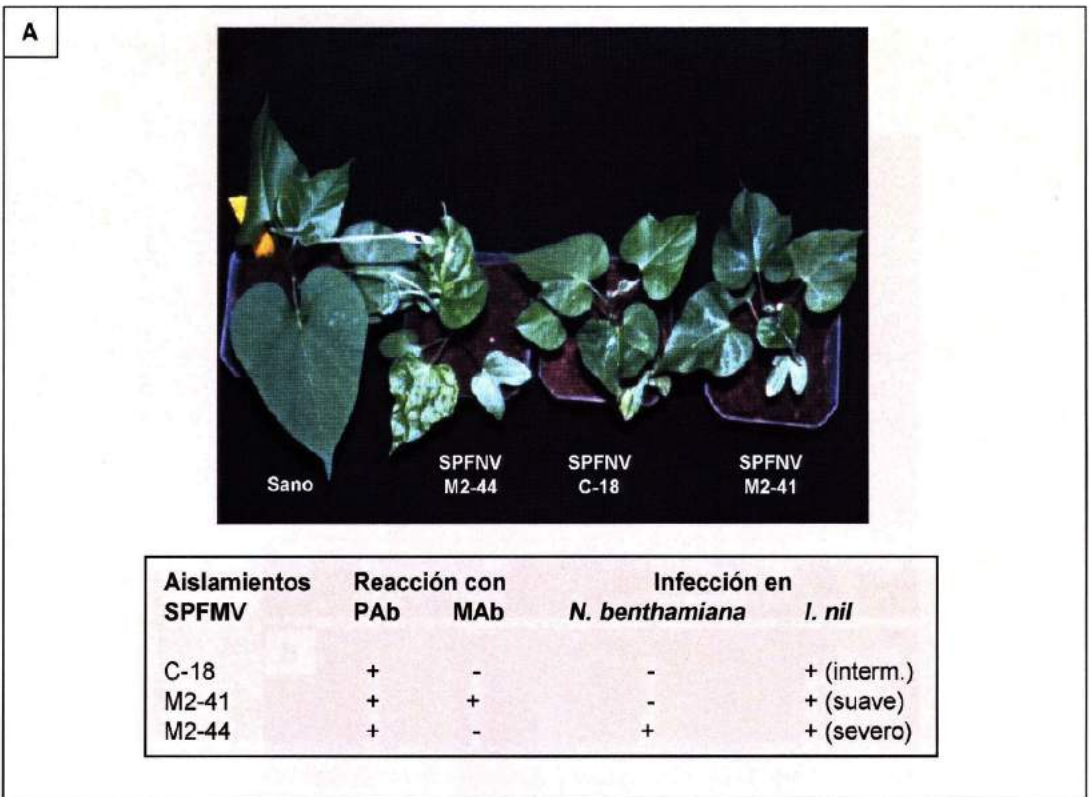 A
Sano
SPFNV
M2-44
SPFNV
C-18
SPFNV
M2-41
Aislamientos Reacción con Infección en
SPFMV PAb MAb N. benthamiana I. nil
C-18 + - - + (interm.)
M2-41 + + - + (suave)
M2-44 + - + + (severo)